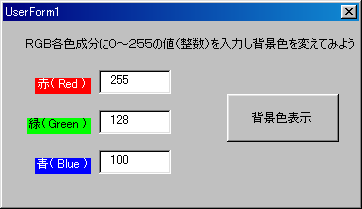 UserForm1
RGB各色成分に0～255の値(整数)を入力し背景色を変えてみよう
赤( Red )
255
緑( Green )
128
青( Blue )
100
背景色表示